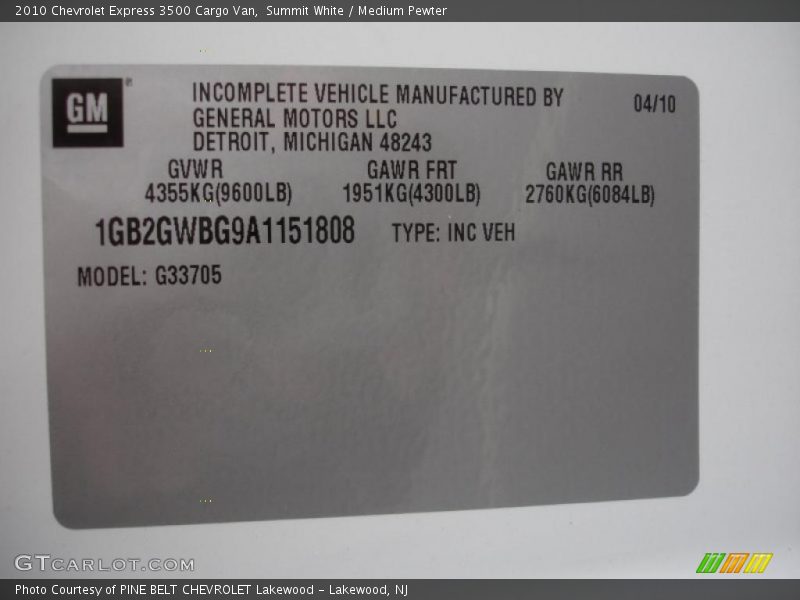 2010 Chevrolet Express 3500 Cargo Van,  Summit White / Medium Pewter
GM®
INCOMPLETE VEHICLE MANUFACTURED BY
04/10
GENERAL MOTORS LLC
DETROIT, MICHIGAN 48243
GVWR GAWR FRT GAWR RR
4355KG(9600LB) 1951KG(4300LB) 2760KG(6084LB)
1GB2GWBG9A1151808 TYPE: INC VEH
MODEL: G33705
GTCARLOT.COM
Photo Courtesy of PINE BELT CHEVROLET Lakewood - Lakewood, NJ